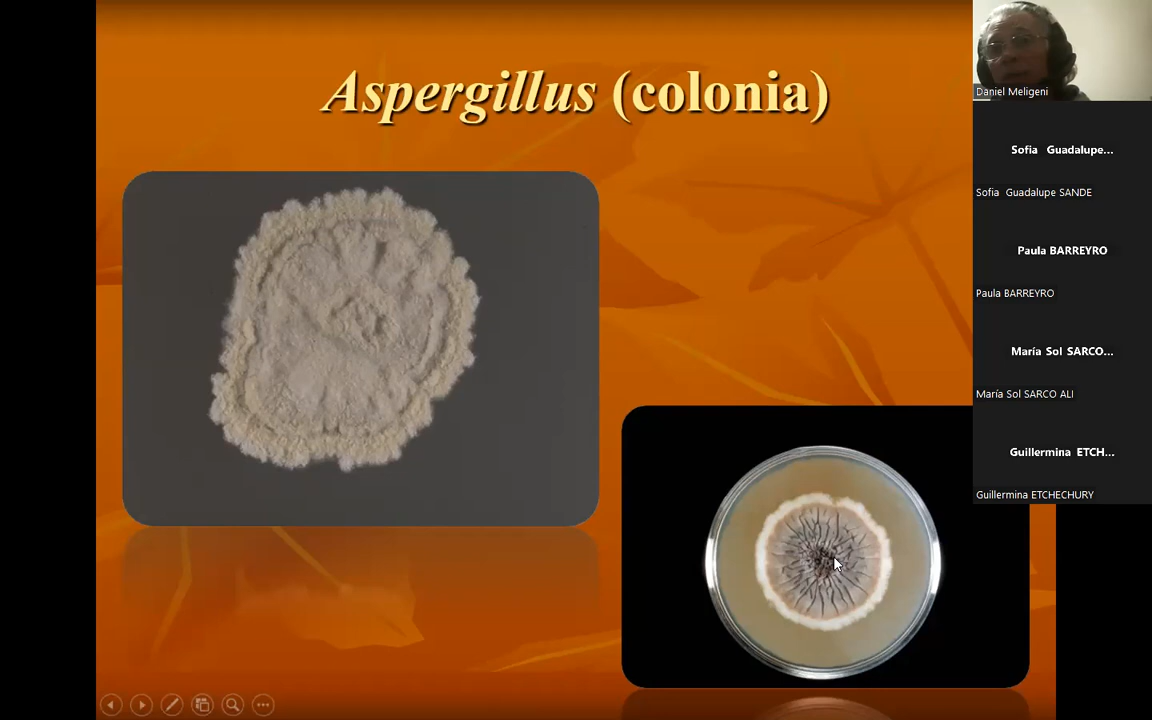 Aspergillus (colonia)
Daniel Meligeni
Sofia Guadalupe...
Sofia Guadalupe SANDE
Paula BARREYRO
Paula BARREYRO
María Sol SARCO...
María Sol SARCO ALI
Guillermina ETCH...
Guillermina ETCHECHURY